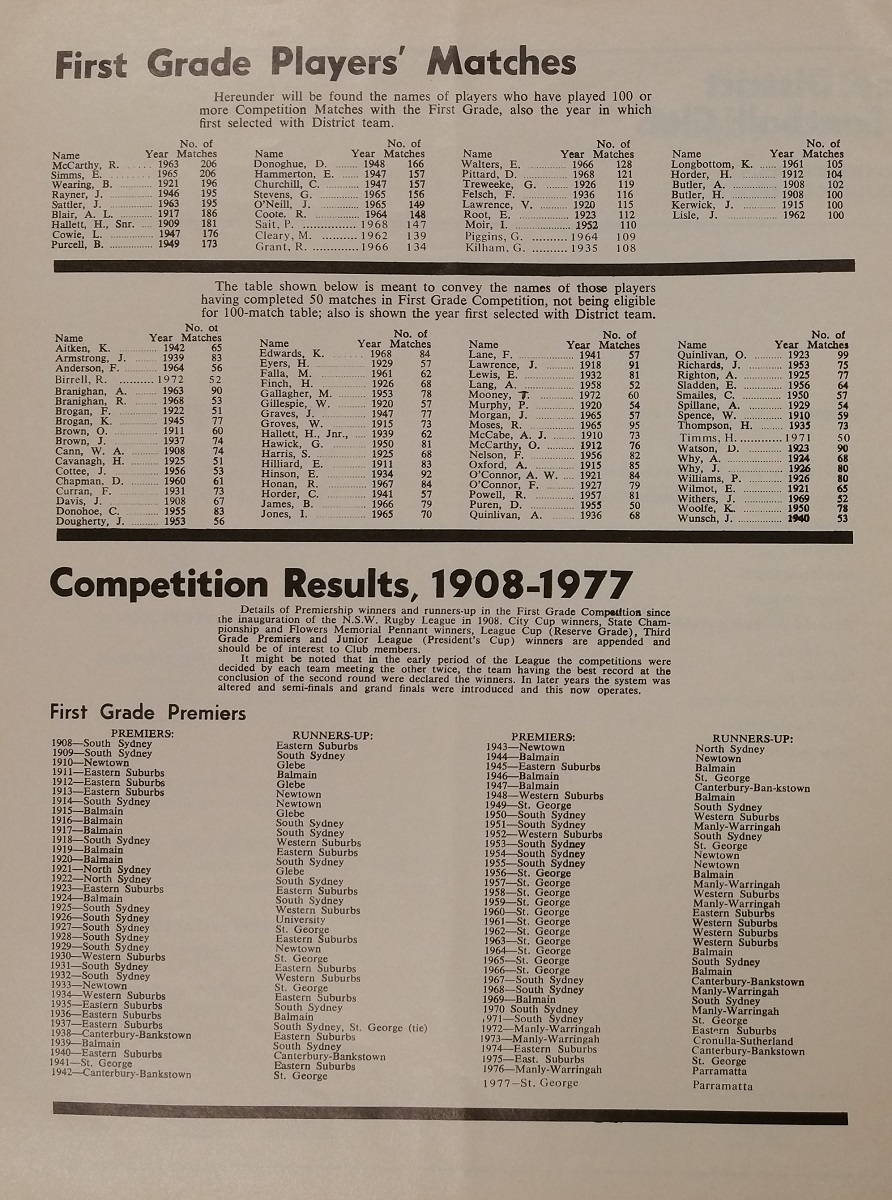 First Grade Players' Matches
Hereunder will be found the names of players who have played 100 or
more Competition Matches with the First Grade, also the year in which
first selected with District team.
Name Year No. of Matches
McCarthy, R. ...... 1963 206
Simms, E. ............ 1965 206
Wearing, B. ......... 1921 196
Rayner, J. ............ 1946 195
Sattler, J. ............ 1963 195
Blair, A. L. ......... 1917 186
Hallett, H., Snr. .... 1909 181
Cowie, L. ............ 1947 176
Purcell, B. ............ 1949 173
Name Year No. of Matches
Donoghue, D. ....... 1948 166
Hammerton, E. ..... 1947 157
Churchill, C. ......... 1947 157
Stevens, G. ............ 1965 156
O'Neill, J. ............ 1965 149
Coote. R. ............ 1964 148
Sait, P. ............... 1968 147
Cleary, M. ............ 1962 139
Grant, R. ............. 1966 134
Name Year No. of Matches
Walters, E. ............ 1966 128
Pittard, D. ............ 1968 121
Treweeke, G. ....... 1926 119
Felsch, F. ............ 1936 116
Lawrence, V. ........ 1920 115
Root, E. ............... 1923 112
Moir, I. ............... 1952 110
Piggins, G. .......... 1964 109
Kilham, G. .......... 1935 108
Name Year No. of Matches
Longbottom, K. ..... 1961 105
Horder, H. ............ 1912 104
Butler, A. ............ 1908 102
Butler, H. ............ 1908 100
Kerwick, J. ............ 1915 100
Lisle, J. ............... 1962 100
The table shown below is meant to convey the names of those players
having completed 50 matches in First Grade Competition, not being eligible
for 100-match table; also is shown the year first selected with District team.
Name Year No. of Matches
Aitken, K. ............ 1942 65
Armstrong, J. ........ 1939 83
Anderson, F. ......... 1964 56
Birrell, R. .......... 1972 52
Branighan, A. ....... 1963 90
Branighan, R. ....... 1968 53
Brogan, F. ............ 1922 51
Brogan, K. ............ 1945 77
Brown, O. ............ 1911 60
Brown, J. ............ 1937 74
Cann, W. A. ......... 1908 74
Cavanagh, H. ........ 1925 51
Cottee, J. ............ 1956 53
Chapman, D. ......... 1960 61
Curran, F. ............ 1931 73
Davis, J. ............... 1908 67
Donohoe, C. ......... 1955 83
Dougherty, J. ......... 1953 56
Name Year No. of Matches
Edwards, K. ......... 1968 84
Eyers, H. ............ 1929 57
Falla, M. ............ 1961 62
Finch, H. ............ 1926 68
Gallagher, M. ........ 1953 78
Gillespie, W. ......... 1920 57
Graves, J. ............ 1947 77
Groves, W. ............ 1915 73
Hallett, H., Jnr., .... 1939 62
Hawick, G. ............ 1950 81
Harris, S. ............ 1925 68
Hilliard, E. ............ 1911 83
Hinson, E. ............ 1934 92
Honan, R. ............ 1967 84
Horder, C. ............ 1941 57
James, B. ............ 1966 79
Jones, I. ............... 1965 70
Name Year No. of Matches
Lane, F. ............... 1941 57
Lawrence, J. ......... 1918 91
Lewis, E. ............ 1932 81
Lang, A. ............... 1958 52
Mooney, T. ............ 1972 60
Murphy, P. ............ 1920 54
Morgan, J. ............ 1965 57
Moses, R. ............ 1965 95
McCabe, A. J. ....... 1910 73
McCarthy, O. ........ 1912 76
Nelson, F. ............ 1956 82
Oxford, A. ............ 1915 85
O'Connor, A. W. .... 1921 84
O'Connor, F. ......... 1927 79
Powell, R. ............ 1957 81
Puren, D. ............ 1955 50
Quinlivan, A. ........ 1936 68
Name Year No. of Matches
Quinlivan, O. ........ 1923 99
Richards, J. ......... 1953 75
Righton, A. ............ 1925 77
Sladden, E. ............ 1956 64
Smailes, C. ............ 1950 57
Spillane, A. ............ 1929 54
Spence, W. ............ 1910 59
Thompson, H. ........ 1935 73
Timms, H. ............ 1971 50
Watson, D. ............ 1923 90
Why, A. ............... 1924 68
Why, J. ............... 1926 80
Williams, P. ......... 1926 80
Wilmot, E. ............ 1921 65
Withers, J. ............ 1969 52
Woolfe, K. ............ 1950 78
Wunsch, J. ............ 1940 53
Competition Results, 1908-1977
Details of Premiership winners and runners-up in the First Grade Competition since
the inauguration of the N.S.W. Rugby League in 1908. City Cup winners, State Cham-
pionship and Flowers Memorial Pennant winners, League Cup (Reserve Grade), Third
Grade Premiers and Junior League (President's Cup) winners are appended and
should be of interest to Club members.
It might be noted that in the early period of the League the competitions were
decided by each team meeting the other twice, the team having the best record at the
conclusion of the second round were declared the winners. In later years the system was
altered and semi-finals and grand finals were introduced and this now operates.
First Grade Premiers
PREMIERS: RUNNERS-UP:
1908—South Sydney Eastern Suburbs
1909—South Sydney South Sydney
1910—Newtown Glebe
1911—Eastern Suburbs Balmain
1912—Eastern Suburbs Glebe
1913—Eastern Suburbs Newtown
1914—South Sydney Newtown
1915—Balmain Glebe
1916—Balmain South Sydney
1917—Balmain South Sydney
1918—South Sydney Western Suburbs
1919—Balmain Eastern Suburbs
1920—Balmain South Sydney
1921—North Sydney Glebe
1922—North Sydney South Sydney
1923—Eastern Suburbs Eastern Suburbs
1924—Balmain South Sydney
1925—South Sydney Western Suburbs
1926—South Sydney University
1927—South Sydney St. George
1928—South Sydney Eastern Suburbs
1929—South Sydney Newtown
1930—Western Suburbs St. George
1931—South Sydney Eastern Suburbs
1932—South Sydney Western Suburbs
1933—Newtown St. George
1934—Western Suburbs Eastern Suburbs
1935—Eastern Suburbs South Sydney
1936—Eastern Suburbs Balmain
1937—Eastern Suburbs South Sydney, St. George (tie)
1938—Canterbury-Bankstown Eastern Suburbs
1939—Balmain South Sydney
1940—Eastern Suburbs Canterbury-Bankstown
1941—St. George Eastern Suburbs
1942—Canterbury-Bankstown St. George
PREMIERS: RUNNERS-UP:
1943—Newtown North Sydney
1944—Balmain Newtown
1945—Eastern Suburbs Balmain
1946—Balmain St. George
1947—Balmain Canterbury-Ban-kstown
1948—Western Suburbs Balmain
1949—St. George South Sydney
1950—South Sydney Western Suburbs
1951—South Sydney Manly-Warringah
1952—Western Suburbs South Sydney
1953—South Sydney St. George
1954—South Sydney Newtown
1955—South Sydney Newtown
1956—St. George Balmain
1957—St. George Manly-Warringah
1958—St. George Western Suburbs
1959—St. George Manly-Warringah
1960—St. George Eastern Suburbs
1961—St. George Western Suburbs
1962—St. George Western Suburbs
1963—St. George Western Suburbs
1964—St. George Balmain
1965—St. George South Sydney
1966—St. George Balmain
1967—South Sydney Canterbury-Bankstown
1968—South Sydney Manly-Warringah
1969—Balmain South Sydney
1970 South Sydney Manly-Warringah
1971—South Sydney St. George
1972—Manly-Warringah Eastern Suburbs
1973—Manly-Warringah Cronulla-Sutherland
1974—Eastern Suburbs Canterbury-Bankstown
1975—East. Suburbs St. George
1976—Manly-Warringah Parramatta
1977—St. George Parramatta